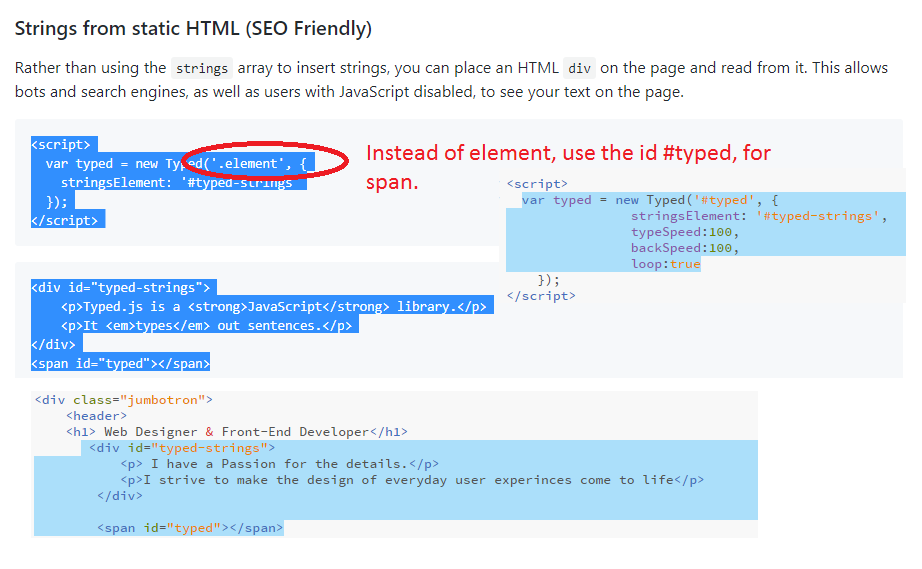 Strings from static HTML (SEO Friendly)
Rather than using the strings array to insert strings, you can place an HTML div on the page and read from it. This allows
bots and search engines, as well as users with JavaScript disabled, to see your text on the page.
<script>
var typed = new Typed('.element', {
stringsElement: '#typed-strings'
});
</script>
Instead of element, use the id #typed, for
span.
<script>
var typed = new Typed('#typed', {
stringsElement: '#typed-strings',
typeSpeed:100,
backSpeed:100,
loop:true
});
</script>
<div id="typed-strings">
<p>Typed.js is a <strong>JavaScript</strong> library.</p>
<p>It <em>types</em> out sentences.</p>
</div>
<span id="typed"></span>
<div class="jumbotron">
<header>
<h1> Web Designer & Front-End Developer</h1>
<div id="typed-strings">
<p> I have a Passion for the details.</p>
<p>I strive to make the design of everyday user experinces come to life</p>
</div>
<span id="typed"></span>